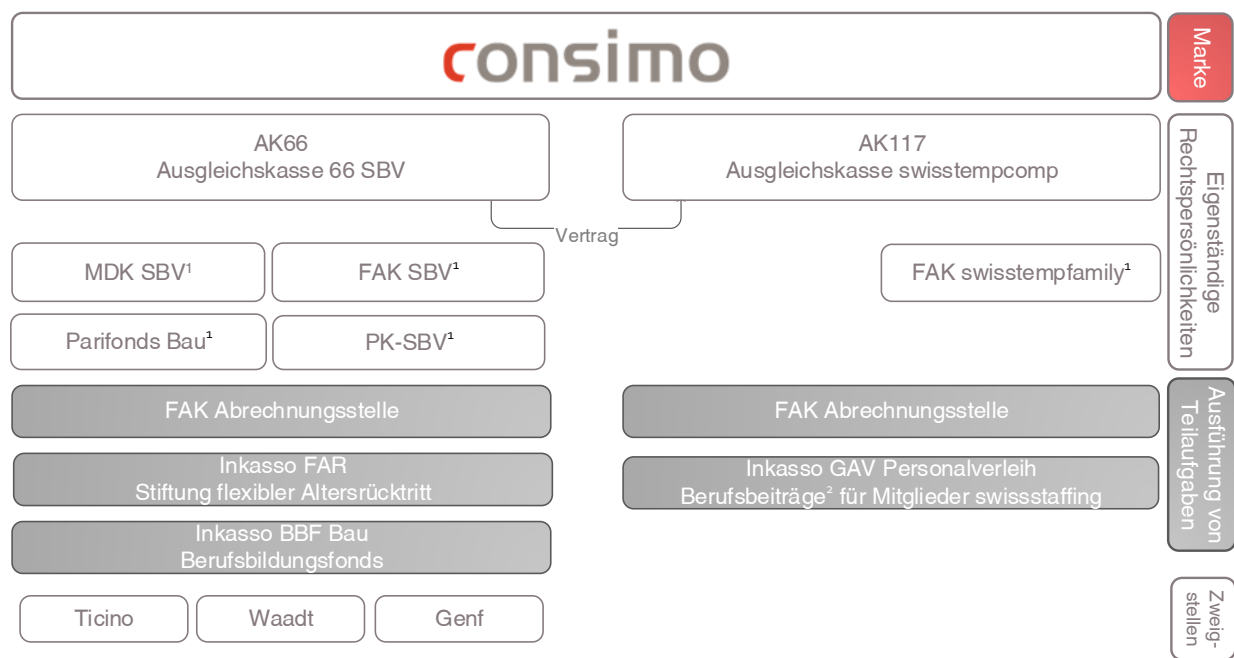 consimo
Marke
AK66
Ausgleichskasse 66 SBV
AK117
Ausgleichskasse swisstempcomp
Vertrag
MDK SBV¹
FAK SBV¹
FAK swisstempfamily¹
Parifonds Bau¹
PK-SBV¹
Eigenständige
Rechtspersönlichkeiten
FAK Abrechnungsstelle
FAK Abrechnungsstelle
Inkasso FAR
Stiftung flexibler Altersrücktritt
Inkasso GAV Personalverleih
Berufsbeiträge² für Mitglieder swissstaffing
Inkasso BBF Bau
Berufsbildungsfonds
Ausführung von
Teilaufgaben
Ticino
Waadt
Genf
Zweig-
stellen